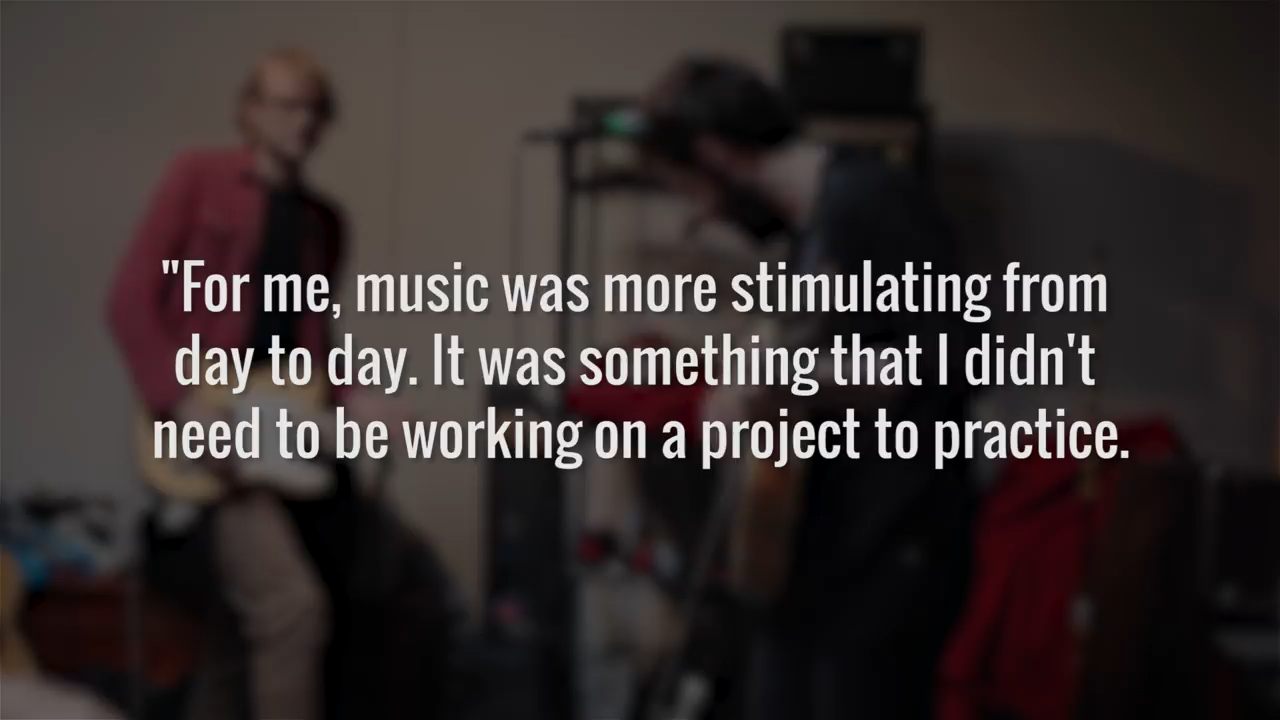 "For me, music was more stimulating from
day to day. It was something that I didn't
need to be working on a project to practice.